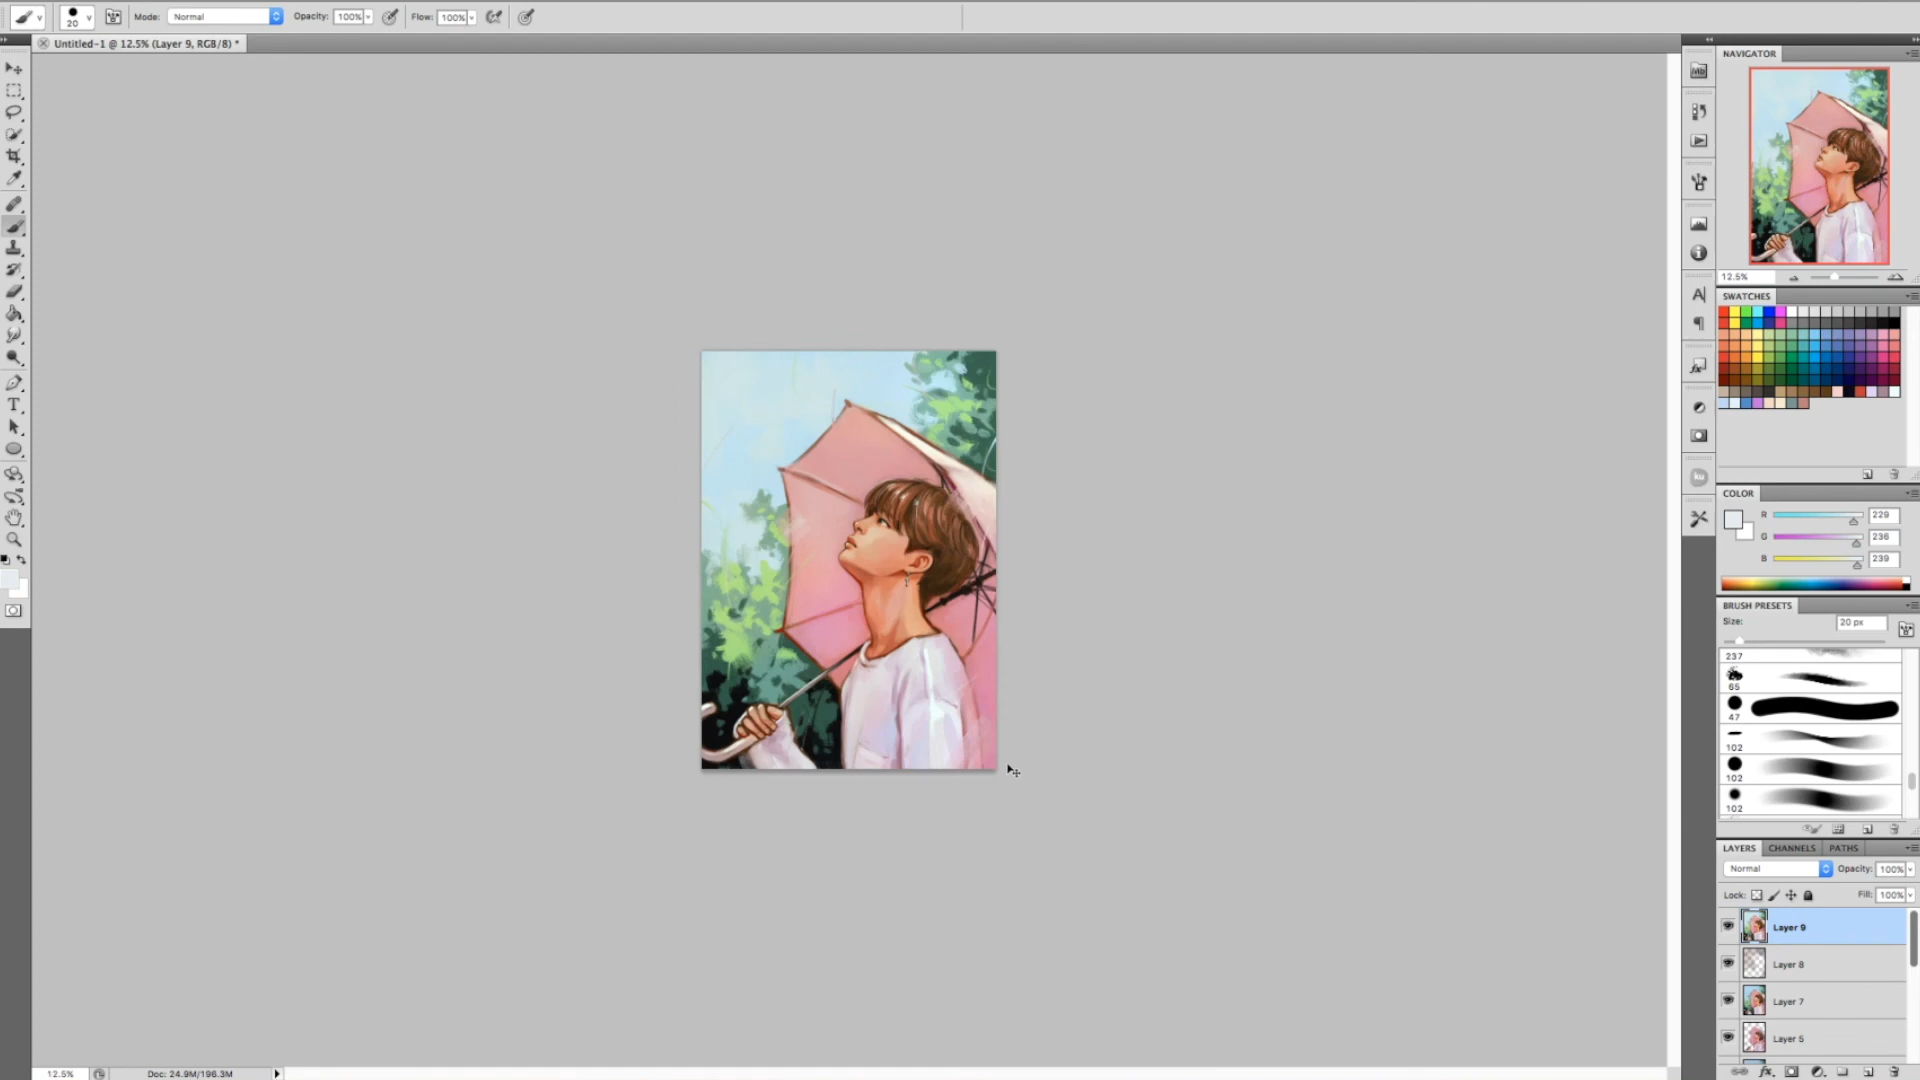 20
Mode: Normal
Opacity: 100%
Flow: 100%
Untitled-1 @ 12.5% (Layer 9, RGB/8) *
NAVIGATOR
12.5%
SWATCHES
COLOR
R 229
G 236
B 239
BRUSH PRESETS
Size: 20 px
237
65
47
102
102
102
LAYERS CHANNELS PATHS
Normal Opacity: 100%
Lock: Fill: 100%
Layer 9
Layer 8
Layer 7
Layer 5
12.5% Doc: 24.9M/196.3M